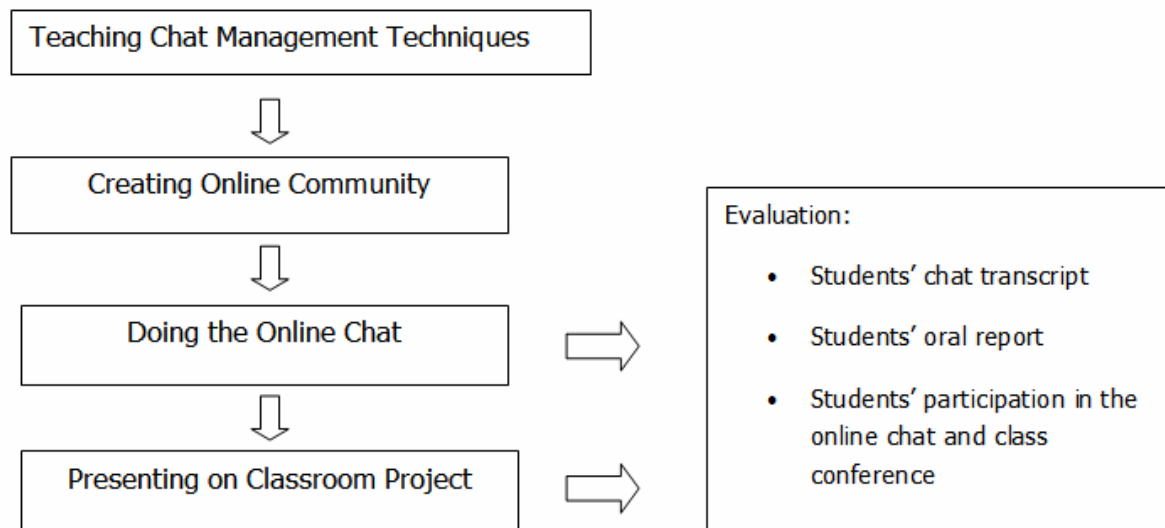 Teaching Chat Management Techniques
Creating Online Community
Doing the Online Chat
Presenting on Classroom Project
Evaluation:
• Students’ chat transcript
• Students’ oral report
• Students’ participation in the
online chat and class
conference